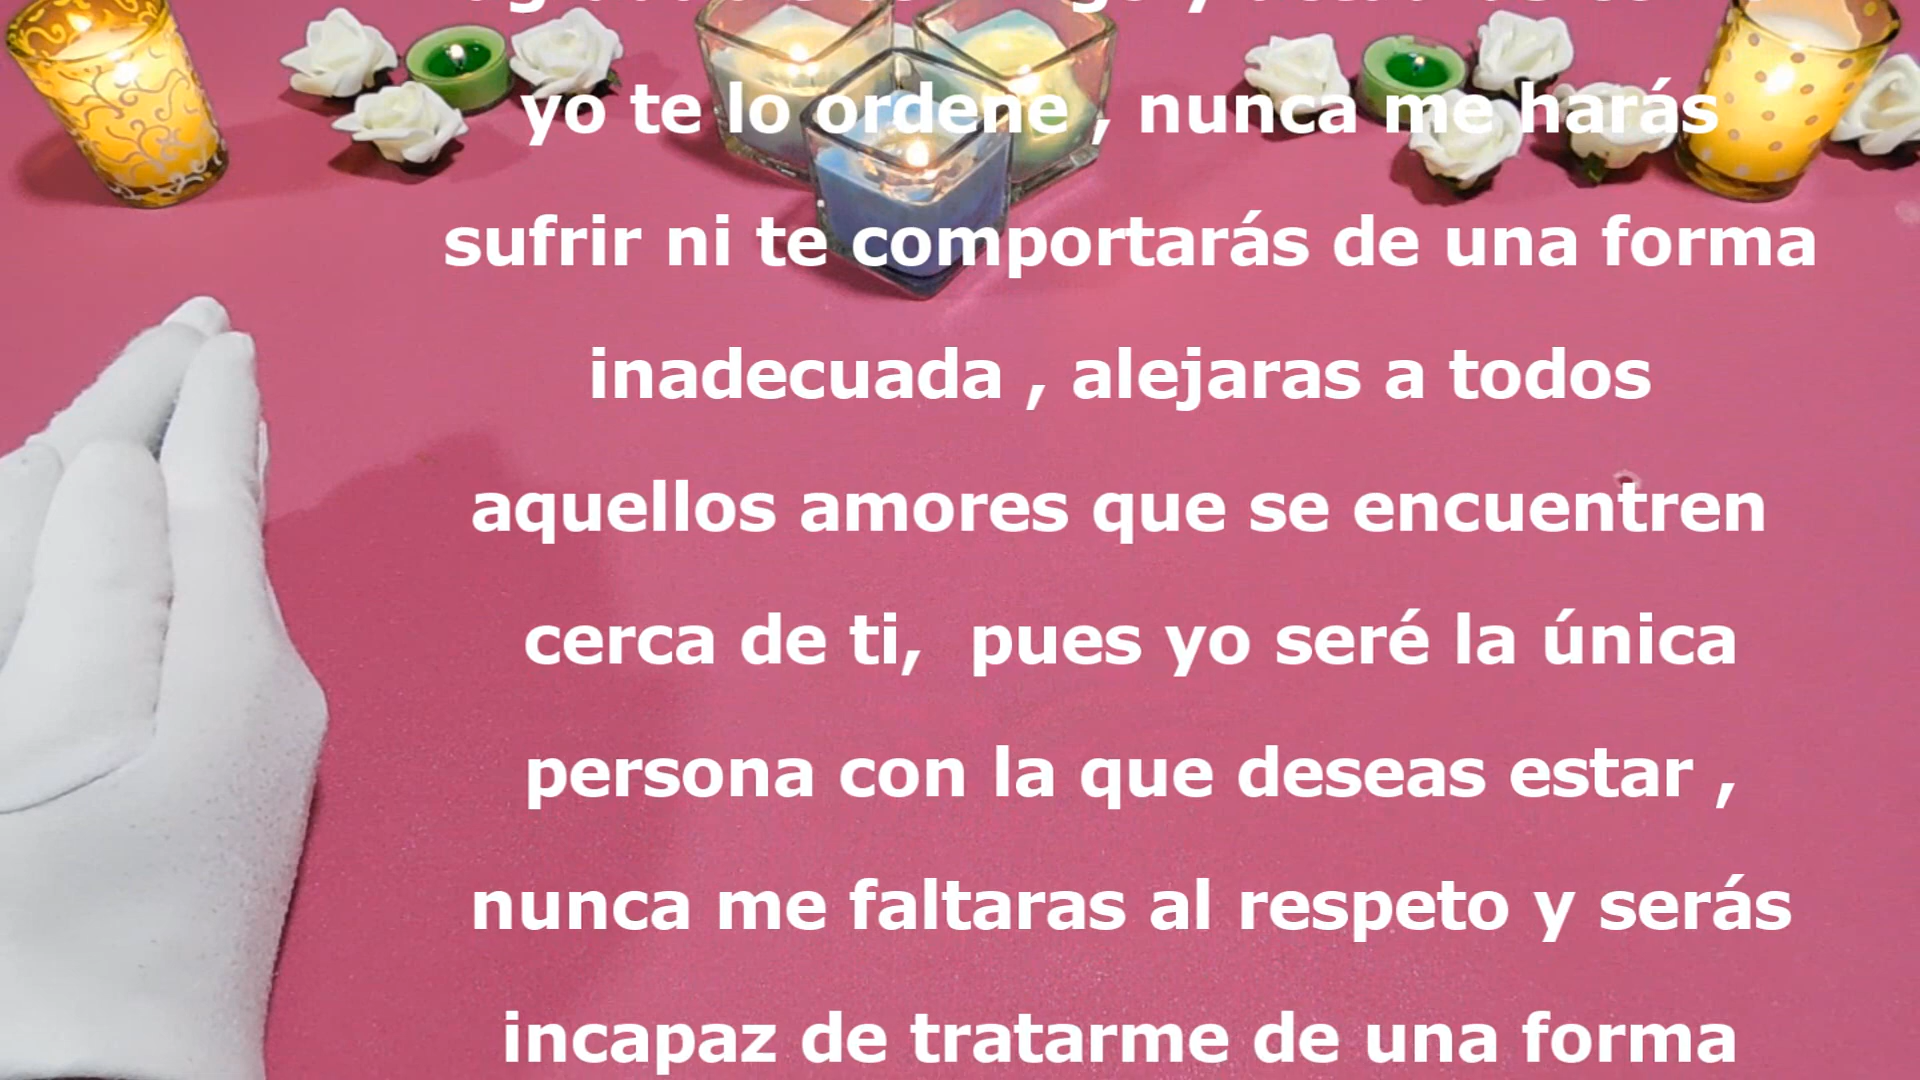 yo te lo ordene , nunca me harás
sufrir ni te comportarás de una forma
inadecuada , alejaras a todos
aquellos amores que se encuentren
cerca de ti,  pues yo seré la única
persona con la que deseas estar ,
nunca me faltaras al respeto y serás
incapaz de tratarme de una forma